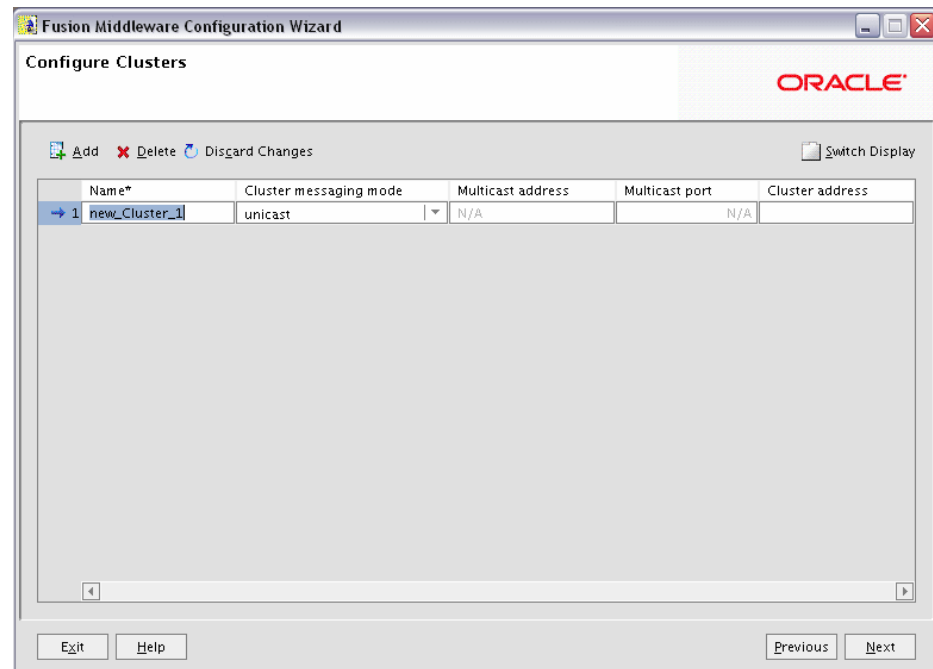 Fusion Middleware Configuration Wizard
Configure Clusters
ORACLE
Add Delete Discard Changes Switch Display
Name* Cluster messaging mode Multicast address Multicast port Cluster address
1 new_Cluster_1 unicast N/A N/A
Exit Help Previous Next